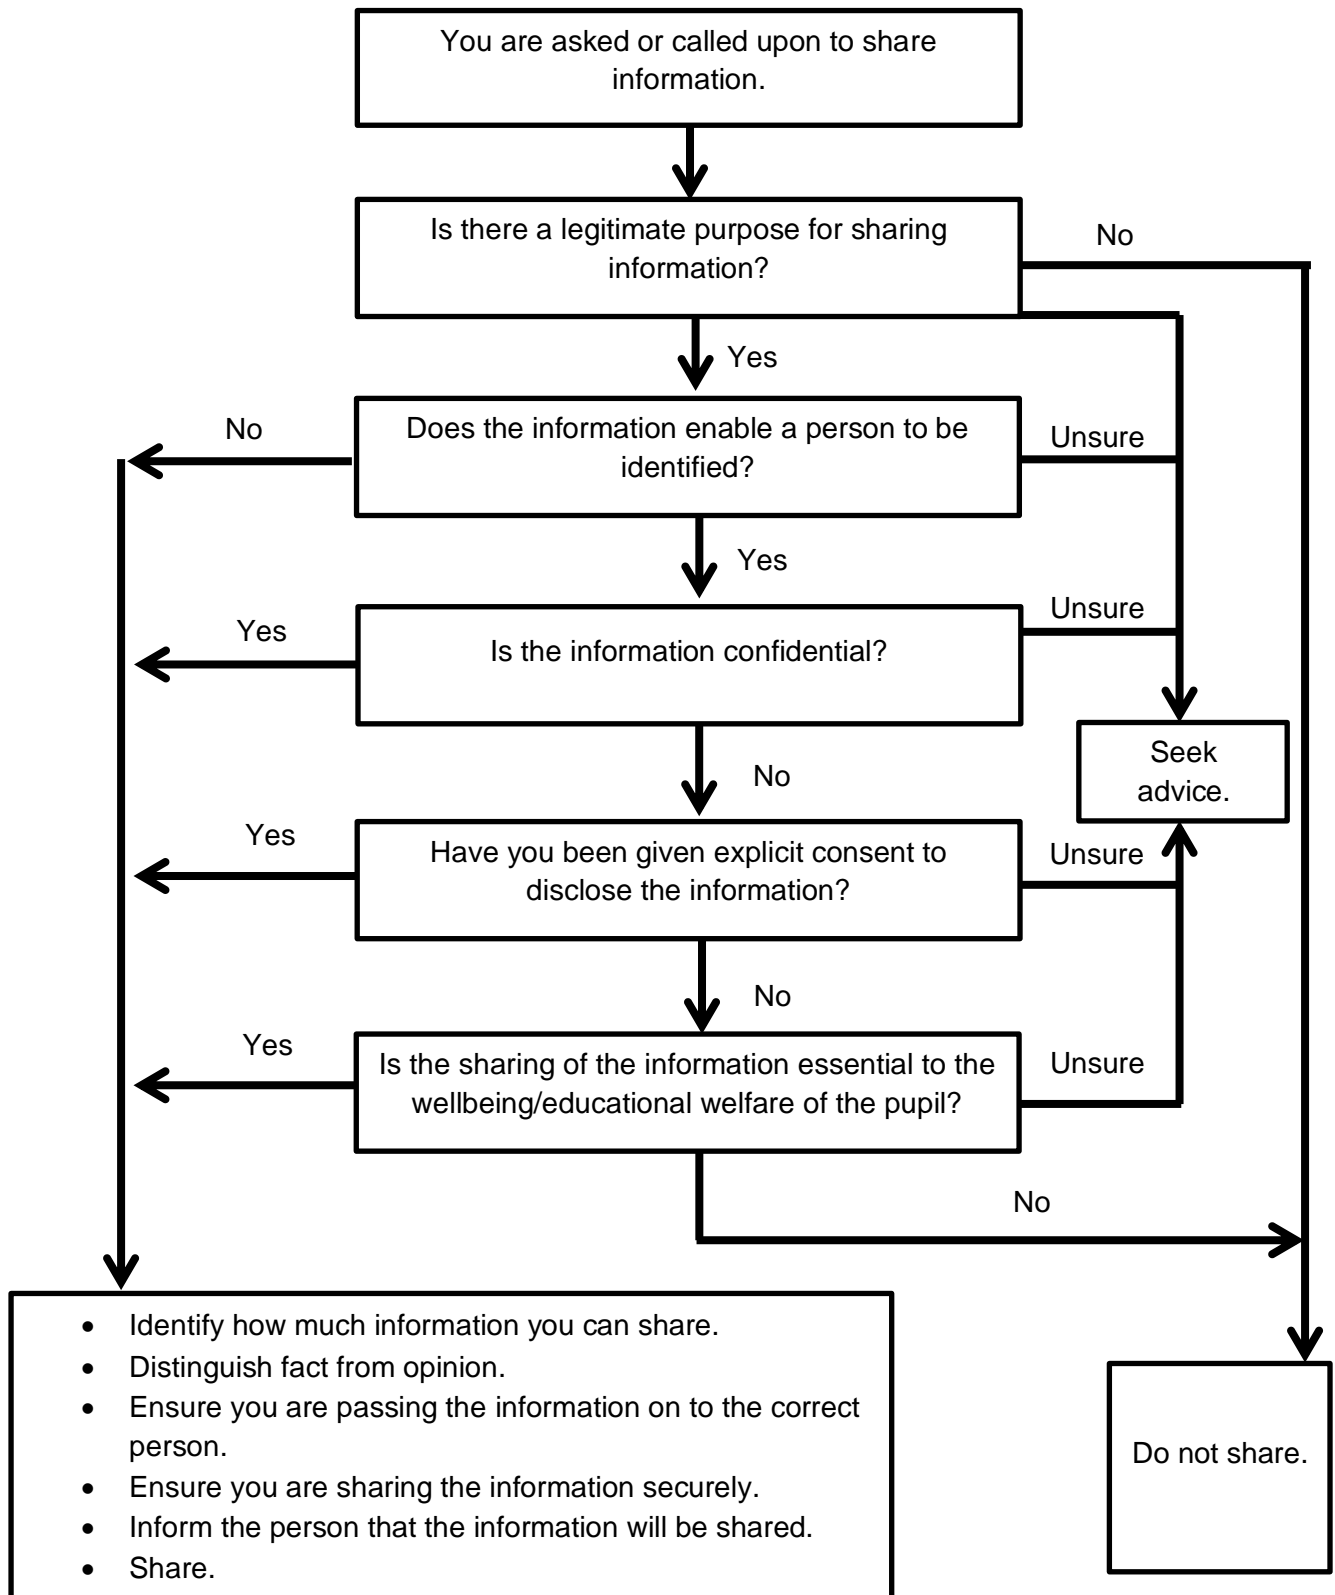 You are asked or called upon to share
information.
Is there a legitimate purpose for sharing
information?
No
Yes
No
Does the information enable a person to be
identified?
Unsure
Yes
Yes
Is the information confidential?
Unsure
No
Seek
advice.
Yes
Have you been given explicit consent to
disclose the information?
Unsure
No
Yes
Is the sharing of the information essential to the
wellbeing/educational welfare of the pupil?
Unsure
No
• Identify how much information you can share.
• Distinguish fact from opinion.
• Ensure you are passing the information on to the correct
person.
• Ensure you are sharing the information securely.
• Inform the person that the information will be shared.
• Share.
Do not share.